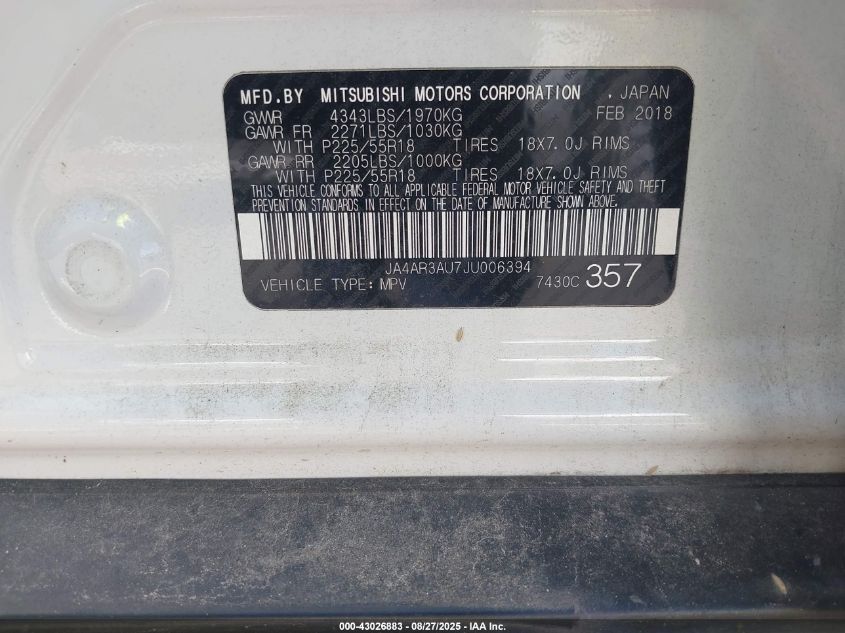 MFD.BY MITSUBISHI MOTORS CORPORATION . JAPAN
GVWR 4343LBS/1970KG FEB 2018
GAWR FR 2271LBS/1030KG
WITH P225/55R18 TIRES 18X7.0J RIMS
GAWR RR 2205LBS/1000KG
WITH P225/55R18 TIRES 18X7.0J RIMS
THIS VEHICLE CONFORMS TO ALL APPLICABLE FEDERAL MOTOR VEHICLE SAFETY AND THEFT
PREVENTION STANDARDS IN EFFECT ON THE DATE OF MANUFACTURE SHOWN ABOVE.
JA4AR3AU7JU006394
VEHICLE TYPE:MPV 7430C 357
000-43026883 - 08/27/2025 - IAA Inc.